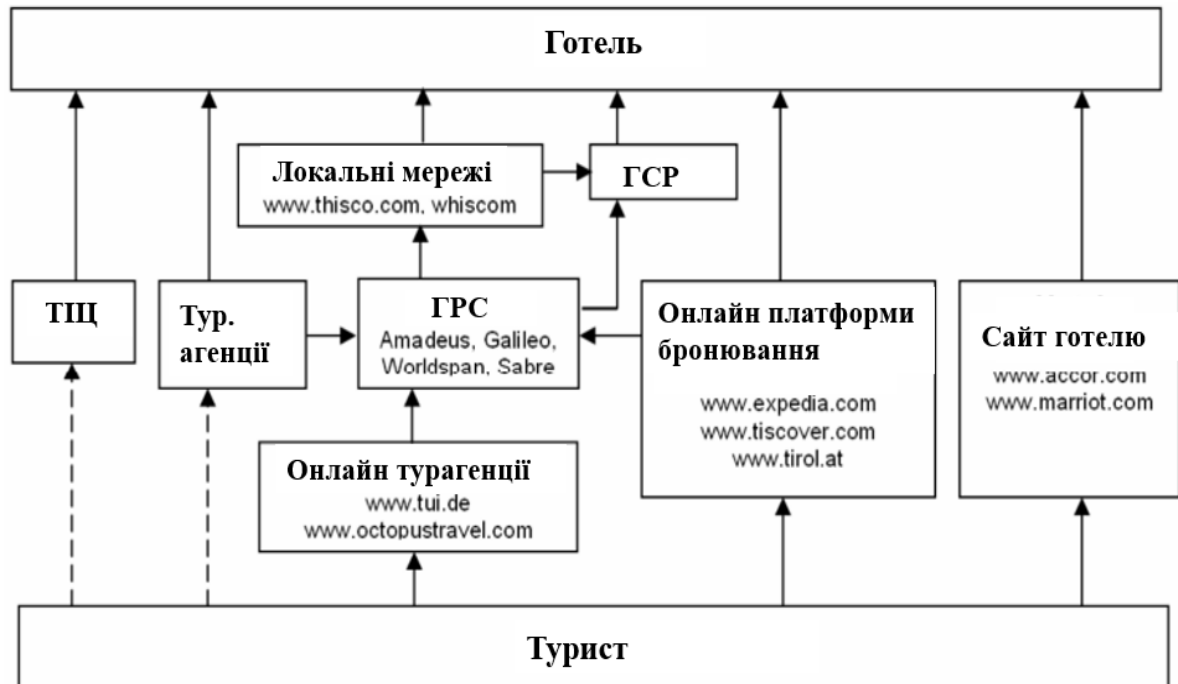 Готель
Локальні мережі
www.thisco.com, whiscom
ГСР
ТІЦ
Тур.
агенції
ГРС
Amadeus, Galileo,
Worldspan, Sabre
Онлайн платформи
бронювання
www.expedia.com
www.tiscover.com
www.tirol.at
Сайт готелю
www.accor.com
www.marriot.com
Онлайн турагенції
www.tui.de
www.octopustravel.com
Турист